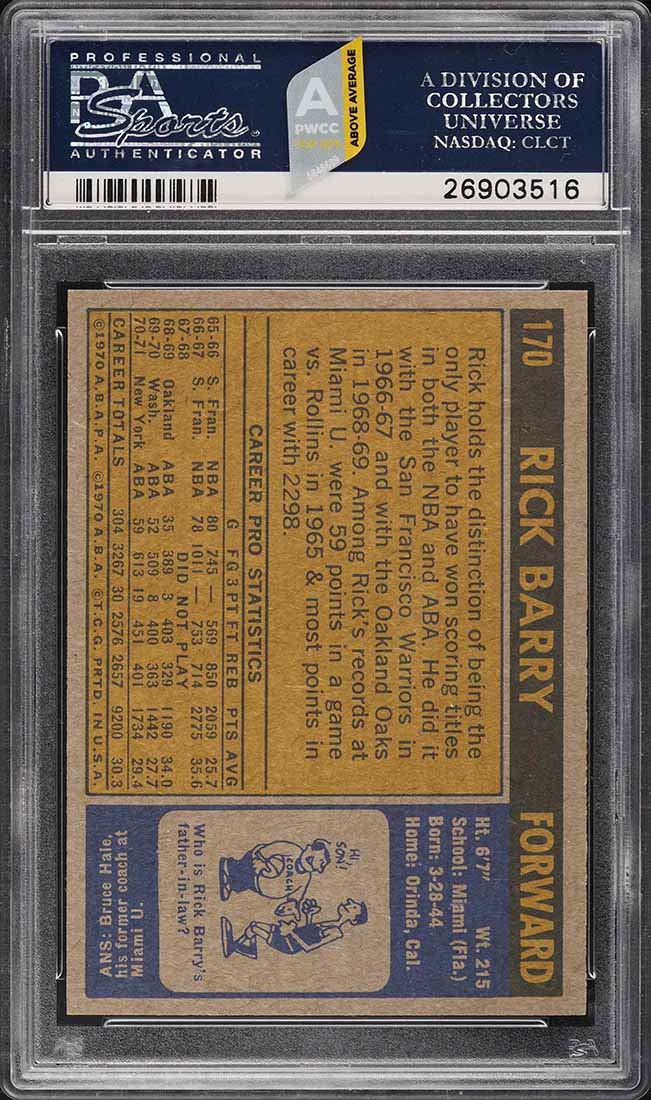 PROFESSIONAL
PSA
Sports
AUTHENTICATOR
A
PWCC
ABOVE AVERAGE
A DIVISION OF
COLLECTORS
UNIVERSE
NASDAQ: CLCT
26903516
170 RICK BARRY FORWARD
Rick holds the distinction of being the
only player to have won scoring titles
in both the NBA and ABA. He did it
with the San Francisco Warriors in
1966-67 and with the Oakland Oaks
in 1968-69. Among Rick's records at
Miami U. were 59 points in a game
vs. Rollins in 1965 & most points in
career with 2298.
CAREER PRO STATISTICS
G FG 3PT FT REB PTS AVG
65-66 S. Fran. NBA 80 745 — 569 850 2059 25.7
66-67 S. Fran. NBA 78 1011 — 753 714 2775 35.6
67-68 DID NOT PLAY
68-69 Oakland ABA 35 389 3 403 329 1190 34.0
69-70 Wash. ABA 52 509 8 400 363 1442 27.7
70-71 New York ABA 59 613 19 451 401 1734 29.4
CAREER TOTALS 304 3267 30 2576 2657 9200 30.3
©1970 A.B.A.P.A. ©1970 A.B.A. ©T.C.G. PRTD. IN U.S.A.
Ht. 6'7" Wt. 215
School: Miami (Fla.)
Born: 3-28-44
Home: Orinda, Cal.
HI
SON!
COACH
Who is Rick Barry's
father-in-law?
ANS: Bruce Hale,
his former coach at
Miami U.